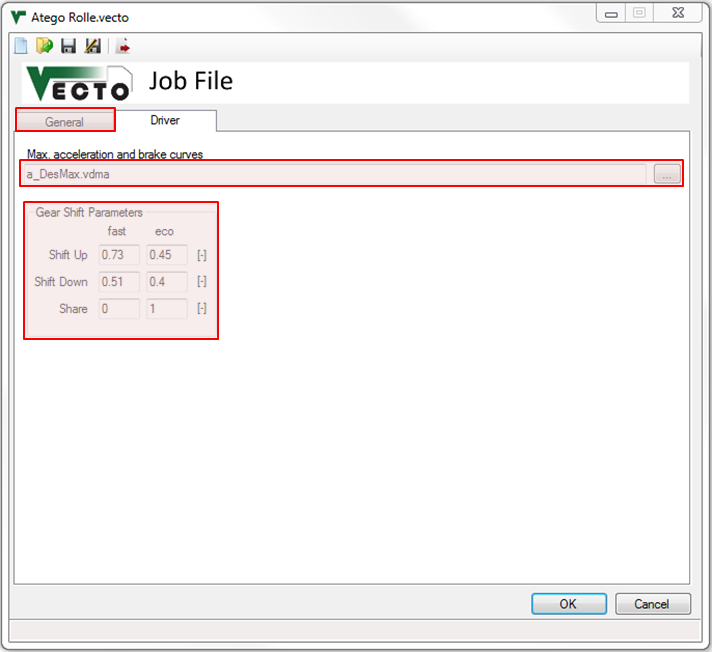 Atego Rolle.vecto
VECTO Job File
General Driver
Max. acceleration and brake curves
a_DesMax.vdma ...
Gear Shift Parameters
fast eco
Shift Up 0.73 0.45 [-]
Shift Down 0.51 0.4 [-]
Share 0 1 [-]
OK Cancel